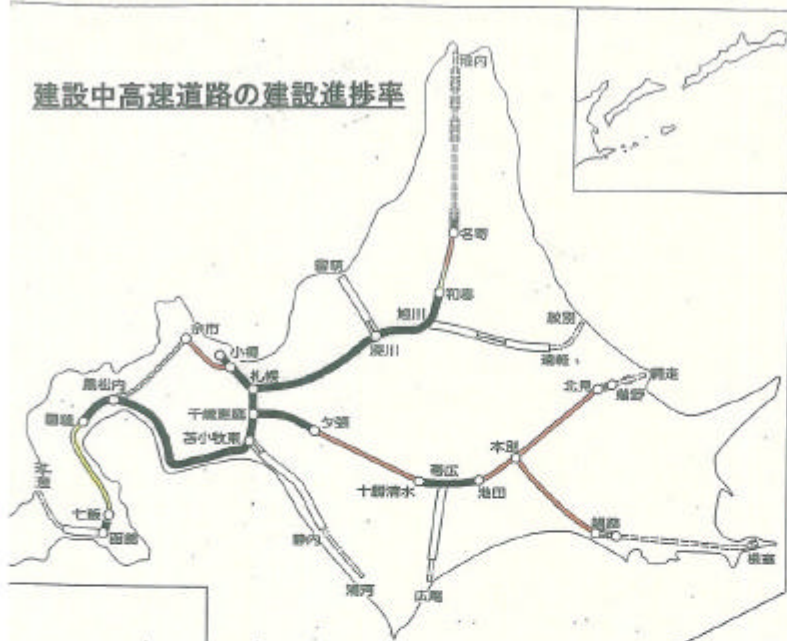 建設中高速道路の建設進捗率
稚内
名寄
留萌
和寒
旭川
紋別
余市
小樽
深川
遠軽
網走
札幌
黒松内
北見
千歳恵庭
夕張
苫小牧東
本別
帯広
十勝清水
池田
七飯
函館
釧路
静内
根室
浦河
広尾